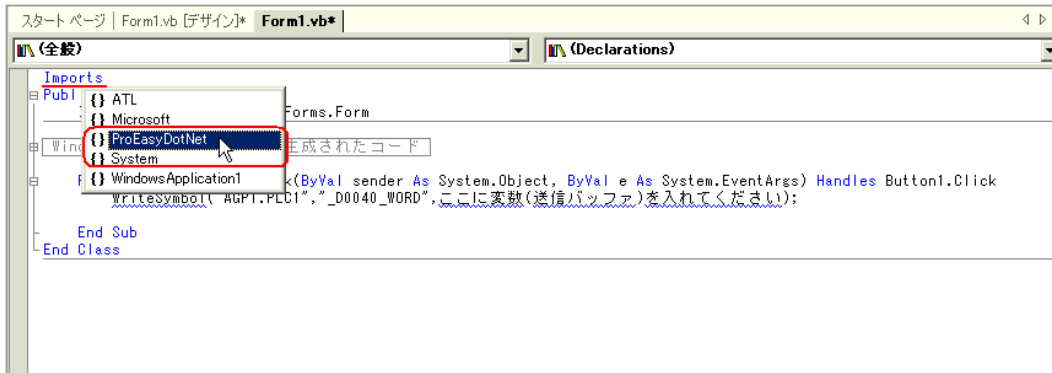 スタート ページ | Form1.vb [デザイン]* Form1.vb*
(全般) (Declarations)
Imports
Publ
{} ATL
Forms.Form
{} Microsoft
{} ProEasyDotNet
Wind 生成されたコード
{} System
{} WindowsApplication1
(ByVal sender As System.Object, ByVal e As System.EventArgs) Handles Button1.Click
WriteSymbol("AGP1.PLC1","_D0040_WORD",ここに変数(送信バッファ)を入れてください);
End Sub
End Class